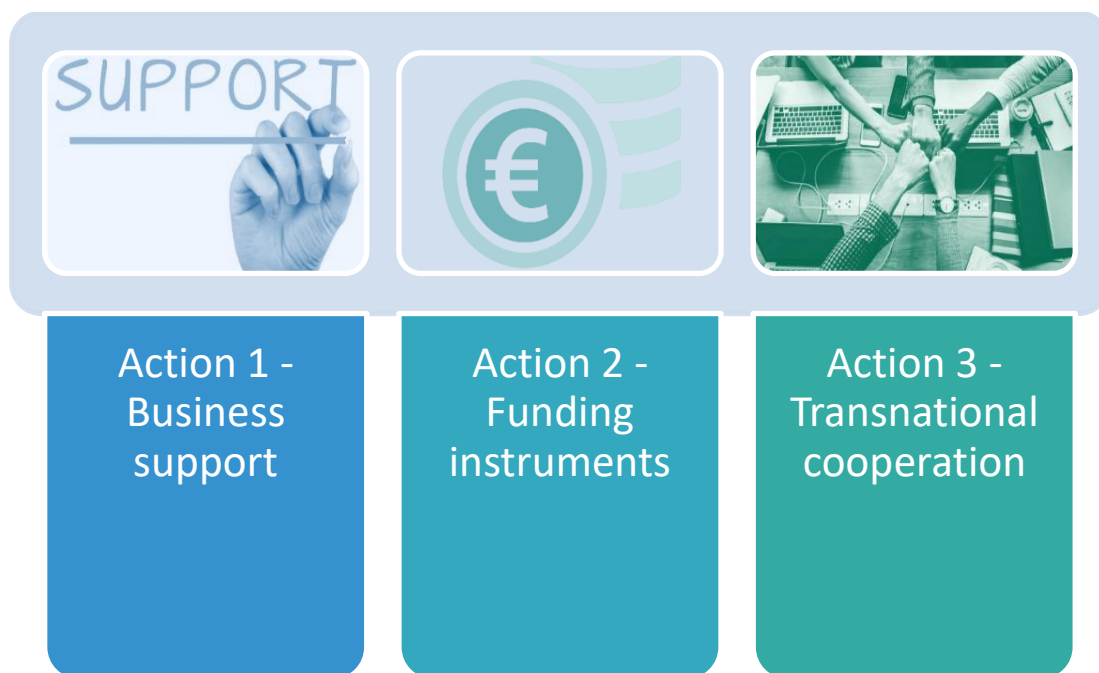 SUPPORT
€
Action 1 -
Business
support
Action 2 -
Funding
instruments
Action 3 -
Transnational
cooperation